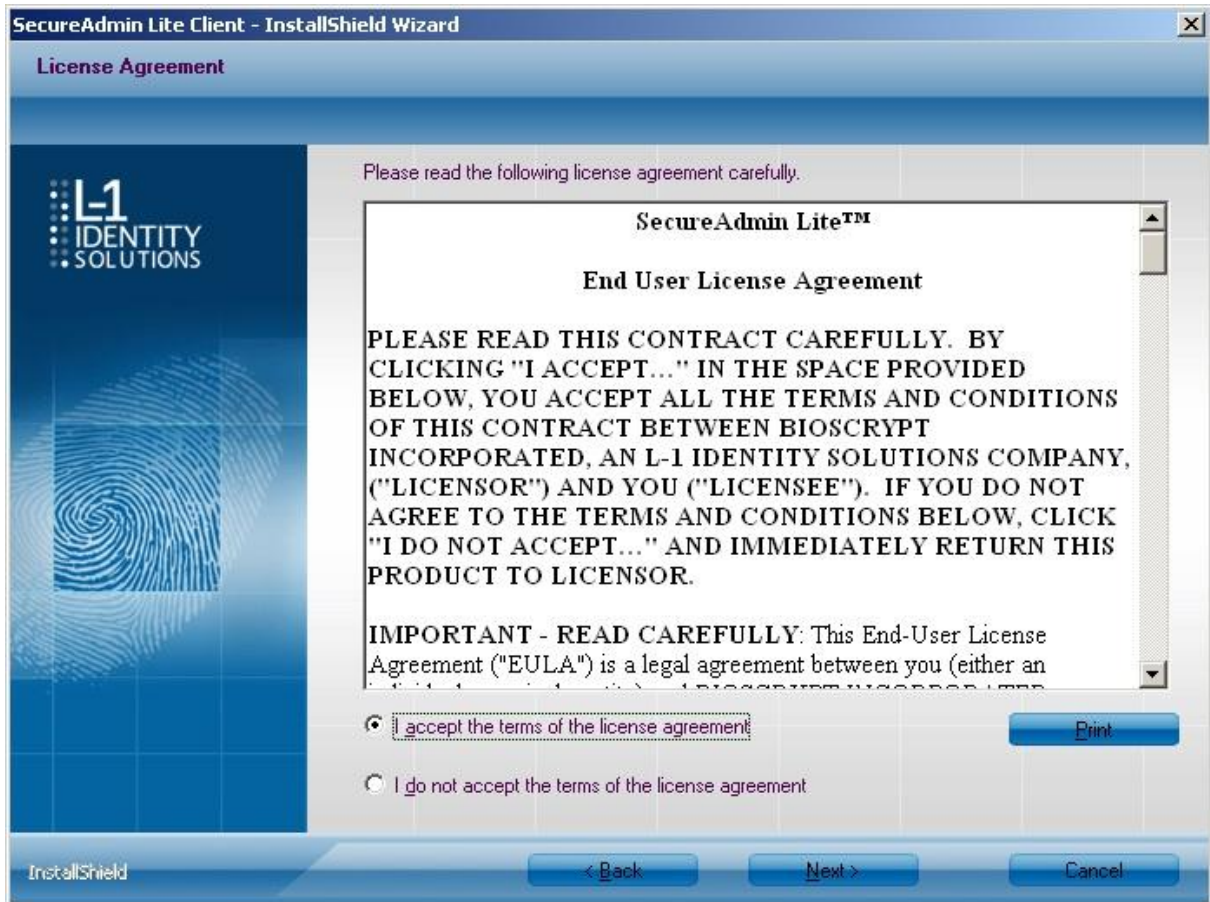 SecureAdmin Lite Client - InstallShield Wizard
License Agreement
L-1
IDENTITY
SOLUTIONS
Please read the following license agreement carefully.
SecureAdmin Lite™
End User License Agreement
PLEASE READ THIS CONTRACT CAREFULLY. BY
CLICKING "I ACCEPT..." IN THE SPACE PROVIDED
BELOW, YOU ACCEPT ALL THE TERMS AND CONDITIONS
OF THIS CONTRACT BETWEEN BIOSCRYPT
INCORPORATED, AN L-1 IDENTITY SOLUTIONS COMPANY,
("LICENSOR") AND YOU ("LICENSEE"). IF YOU DO NOT
AGREE TO THE TERMS AND CONDITIONS BELOW, CLICK
"I DO NOT ACCEPT..." AND IMMEDIATELY RETURN THIS
PRODUCT TO LICENSOR.
IMPORTANT - READ CAREFULLY: This End-User License
Agreement ("EULA") is a legal agreement between you (either an
I accept the terms of the license agreement
Print
I do not accept the terms of the license agreement
InstallShield
< Back
Next >
Cancel